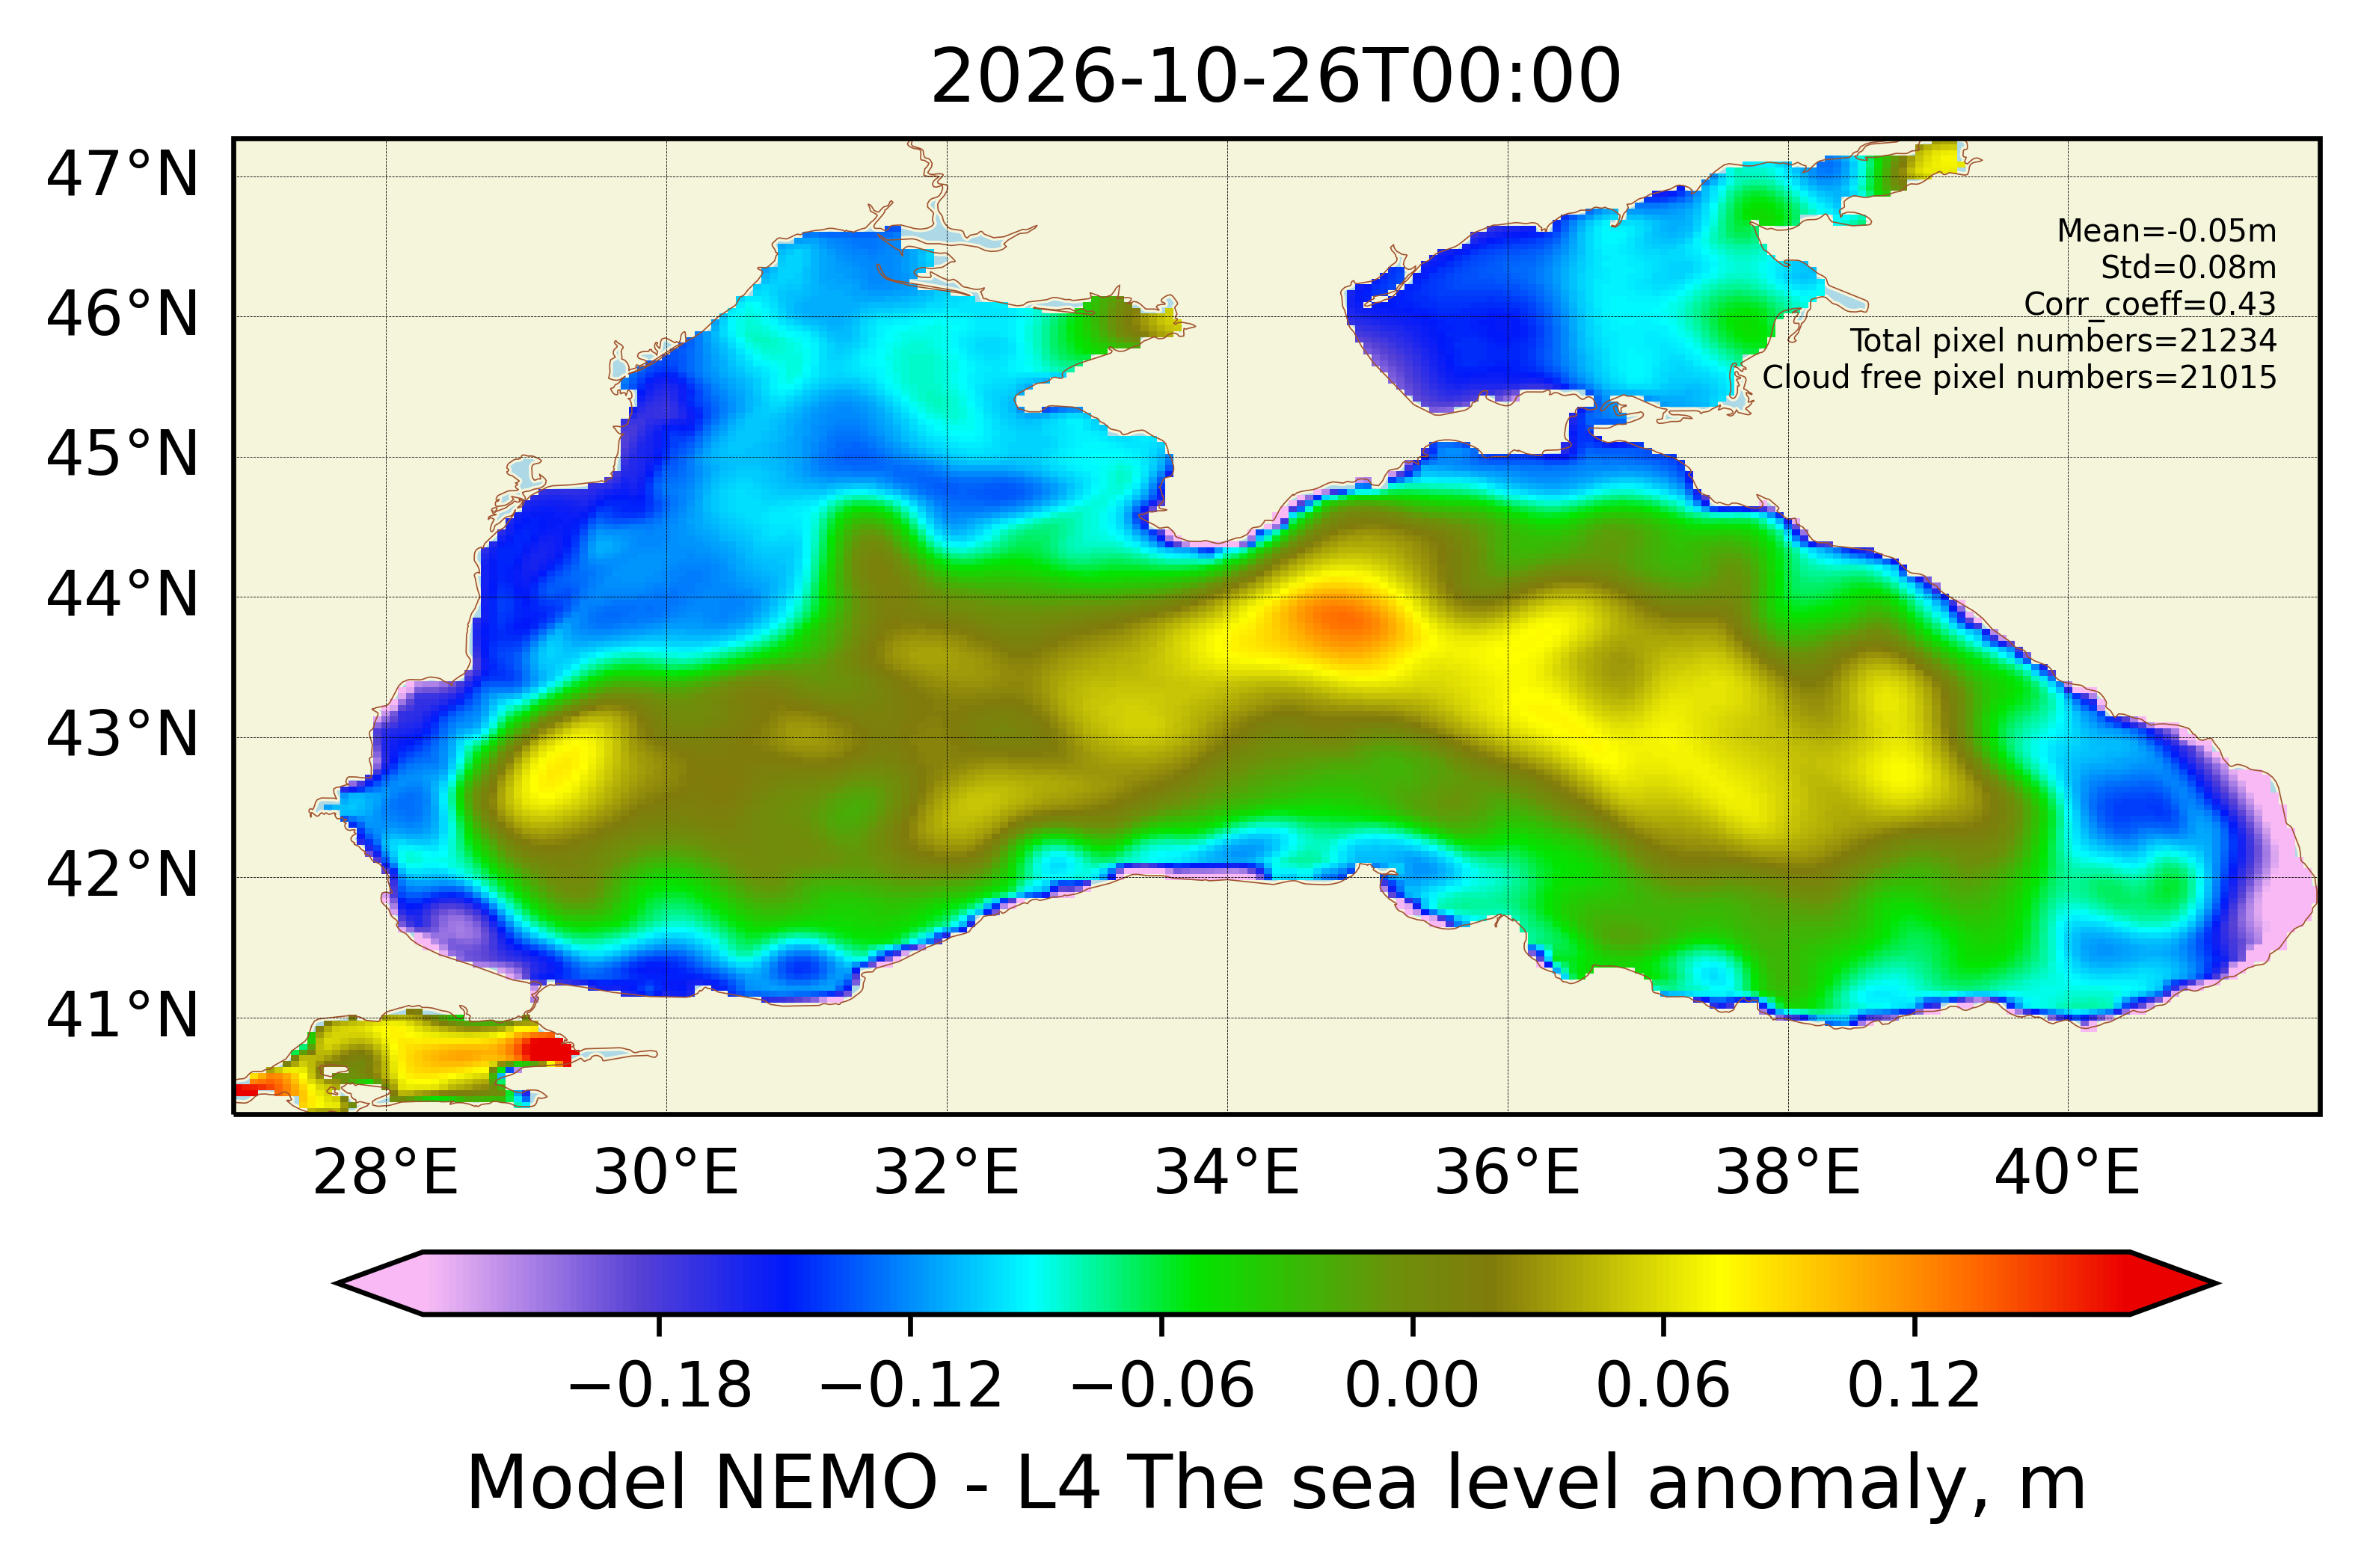 2026-10-26T00:00
47°N
46°N
45°N
44°N
43°N
42°N
41°N
Mean=-0.05m
Std=0.08m
Corr_coeff=0.43
Total pixel numbers=21234
Cloud free pixel numbers=21015
28°E 30°E 32°E 34°E 36°E 38°E 40°E
−0.18 −0.12 −0.06 0.00 0.06 0.12
Model NEMO - L4 The sea level anomaly, m